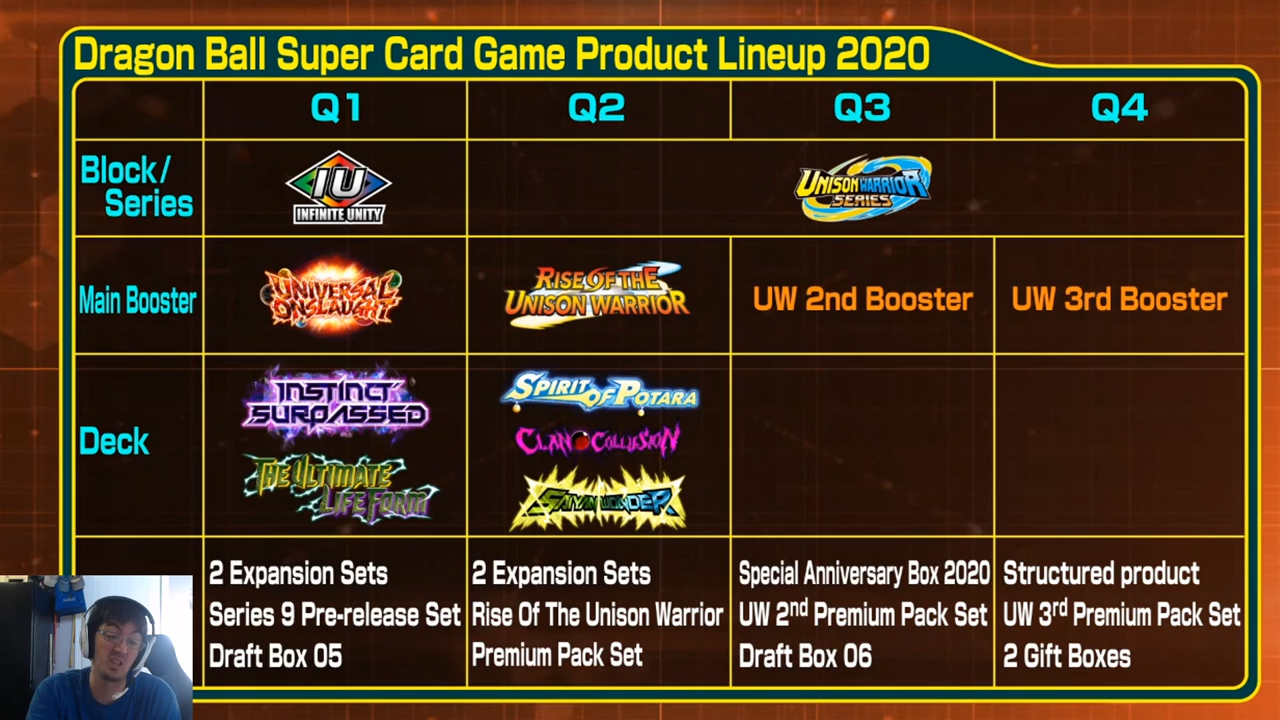 Dragon Ball Super Card Game Product Lineup 2020
Q1
Q2
Q3
Q4
Block/
Series
IU
INFINITE UNITY
UNISON WARRIOR
SERIES
Main Booster
UNIVERSAL
ONSLAUGHT
RISE OF THE
UNISON WARRIOR
UW 2nd Booster
UW 3rd Booster
Deck
INSTINCT
SURPASSED
THE ULTIMATE
LIFE FORM
SPIRIT OF POTARA
CLAN COLLUSION
SAIYAN WONDER
2 Expansion Sets
Series 9 Pre-release Set
Draft Box 05
2 Expansion Sets
Rise Of The Unison Warrior
Premium Pack Set
Special Anniversary Box 2020
UW 2nd Premium Pack Set
Draft Box 06
Structured product
UW 3rd Premium Pack Set
2 Gift Boxes